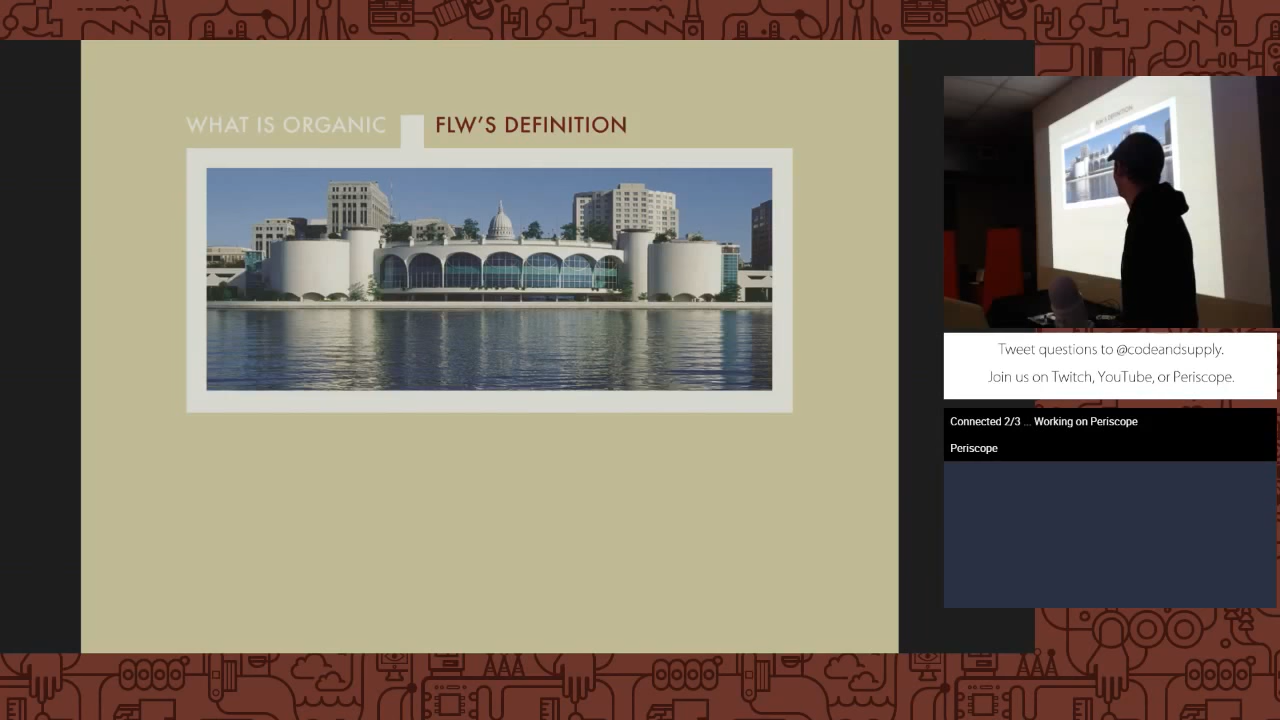 WHAT IS ORGANIC FLW'S DEFINITION
Tweet questions to @codeandsupply.
Join us on Twitch, YouTube, or Periscope.
Connected 2/3 ... Working on Periscope
Periscope